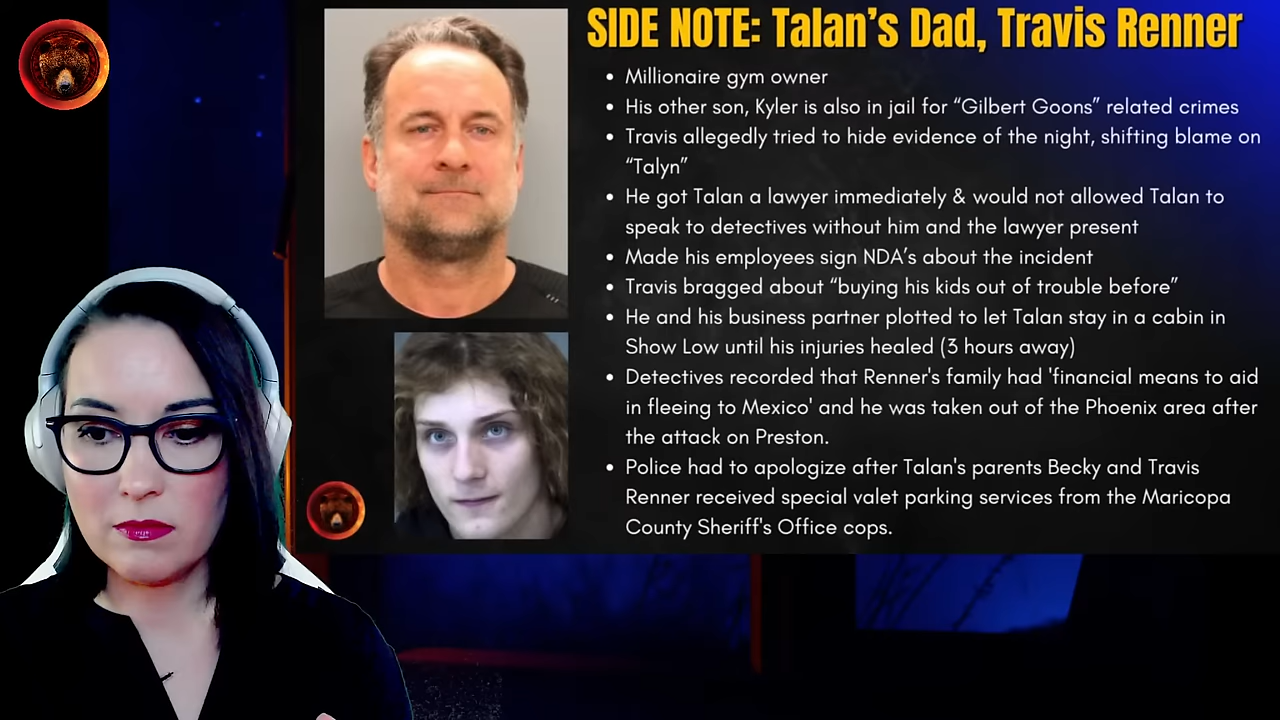 SIDE NOTE: Talan's Dad, Travis Renner
• Millionaire gym owner
• His other son, Kyler is also in jail for “Gilbert Goons” related crimes
• Travis allegedly tried to hide evidence of the night, shifting blame on
“Talyn”
• He got Talan a lawyer immediately & would not allowed Talan to
speak to detectives without him and the lawyer present
• Made his employees sign NDA’s about the incident
• Travis bragged about “buying his kids out of trouble before”
• He and his business partner plotted to let Talan stay in a cabin in
Show Low until his injuries healed (3 hours away)
• Detectives recorded that Renner's family had 'financial means to aid
in fleeing to Mexico' and he was taken out of the Phoenix area after
the attack on Preston.
• Police had to apologize after Talan's parents Becky and Travis
Renner received special valet parking services from the Maricopa
County Sheriff's Office cops.